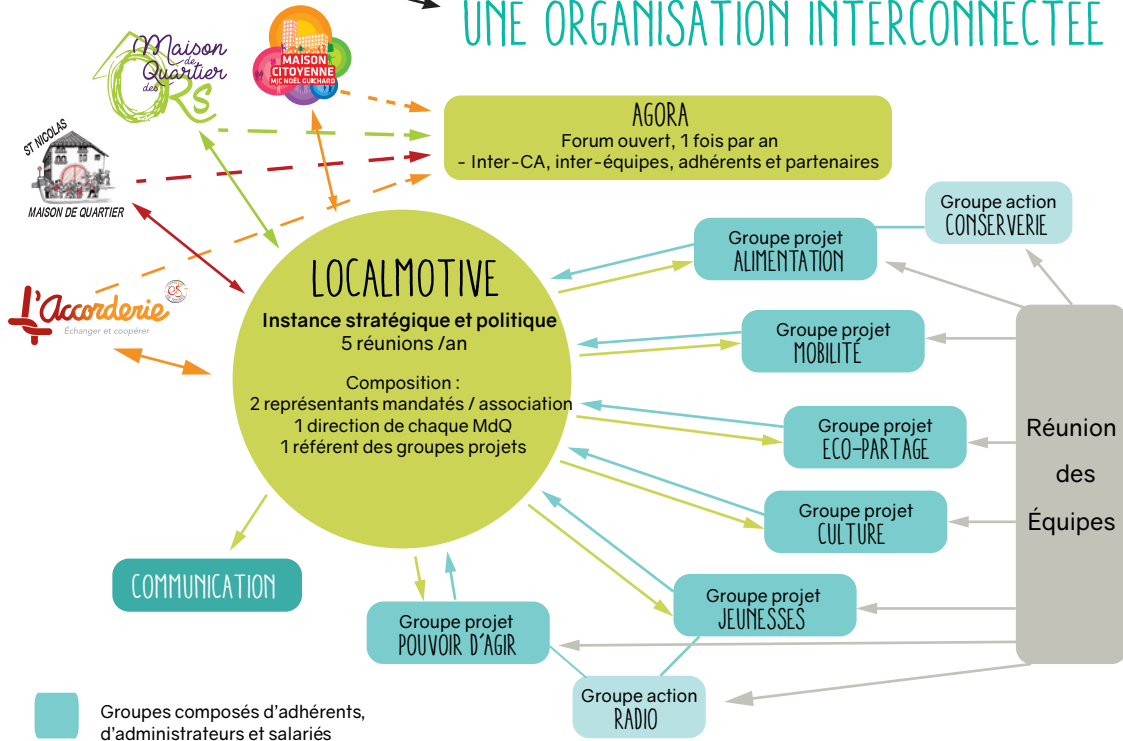 UNE ORGANISATION INTERCONNECTEE
Maison
de
Quartier
des
ORS
MAISON
CITOYENNE
MJC NOËL GUICHARD
ST NICOLAS
MAISON DE QUARTIER
L'Accorderie
Échanger et coopérer
AGORA
Forum ouvert, 1 fois par an
- Inter-CA, inter-équipes, adhérents et partenaires
LOCALMOTIVE
Instance stratégique et politique
5 réunions /an
Composition :
2 représentants mandatés / association
1 direction de chaque MdQ
1 référent des groupes projets
Groupe action
CONSERVERIE
Groupe projet
ALIMENTATION
Groupe projet
MOBILITÉ
Groupe projet
ECO-PARTAGE
Groupe projet
CULTURE
Groupe projet
JEUNESSES
Groupe projet
POUVOIR D'AGIR
Groupe action
RADIO
Réunion
des
Équipes
COMMUNICATION
Groupes composés d'adhérents,
d'administrateurs et salariés